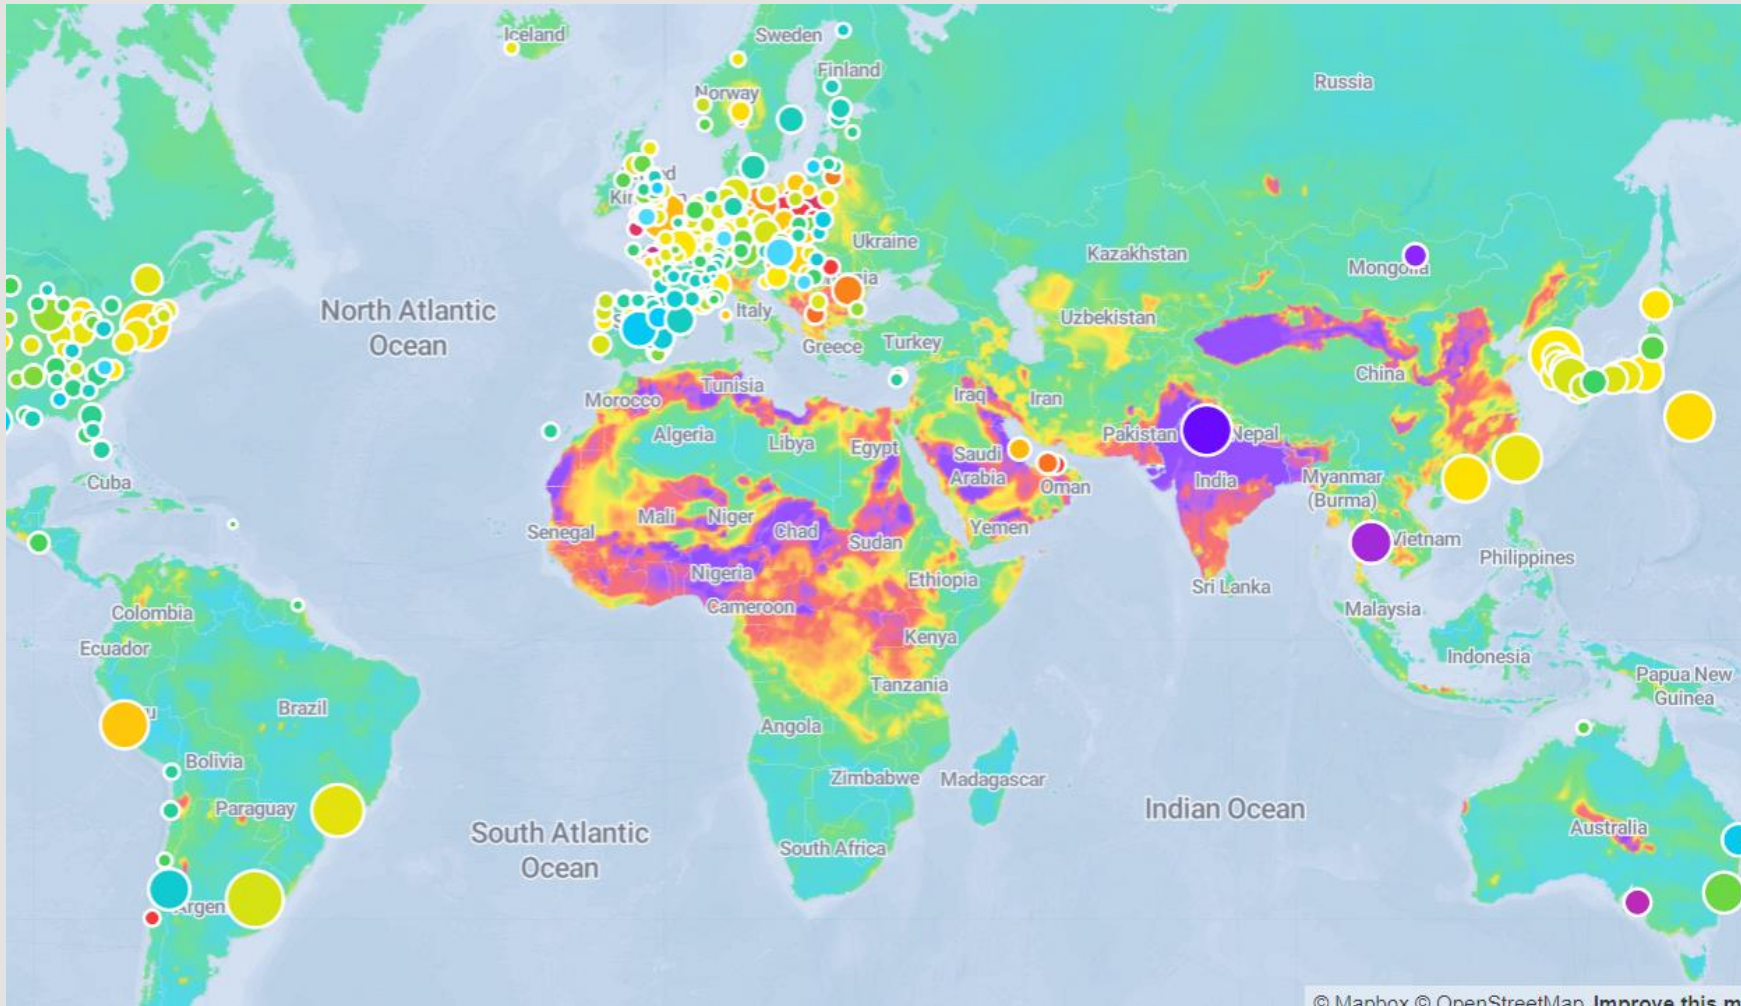 Iceland
Sweden
Finland
Norway
Russia
Ukraine
Kazakhstan
Mongolia
North Atlantic
Ocean
Italy
Uzbekistan
Greece
Turkey
China
Tunisia
Morocco
Iraq
Iran
Algeria
Libya
Egypt
Pakistan
Nepal
Saudi
Arabia
India
Myanmar
(Burma)
Cuba
Oman
Mali
Niger
Chad
Senegal
Sudan
Yemen
Vietnam
Philippines
Nigeria
Ethiopia
Sri Lanka
Cameroon
Colombia
Malaysia
Kenya
Ecuador
Indonesia
Papua New
Guinea
Tanzania
Brazil
Angola
Bolivia
Zimbabwe
Madagascar
Paraguay
Indian Ocean
South Atlantic
Ocean
Australia
South Africa
Argen
© Mapbox © OpenStreetMap Improve this m